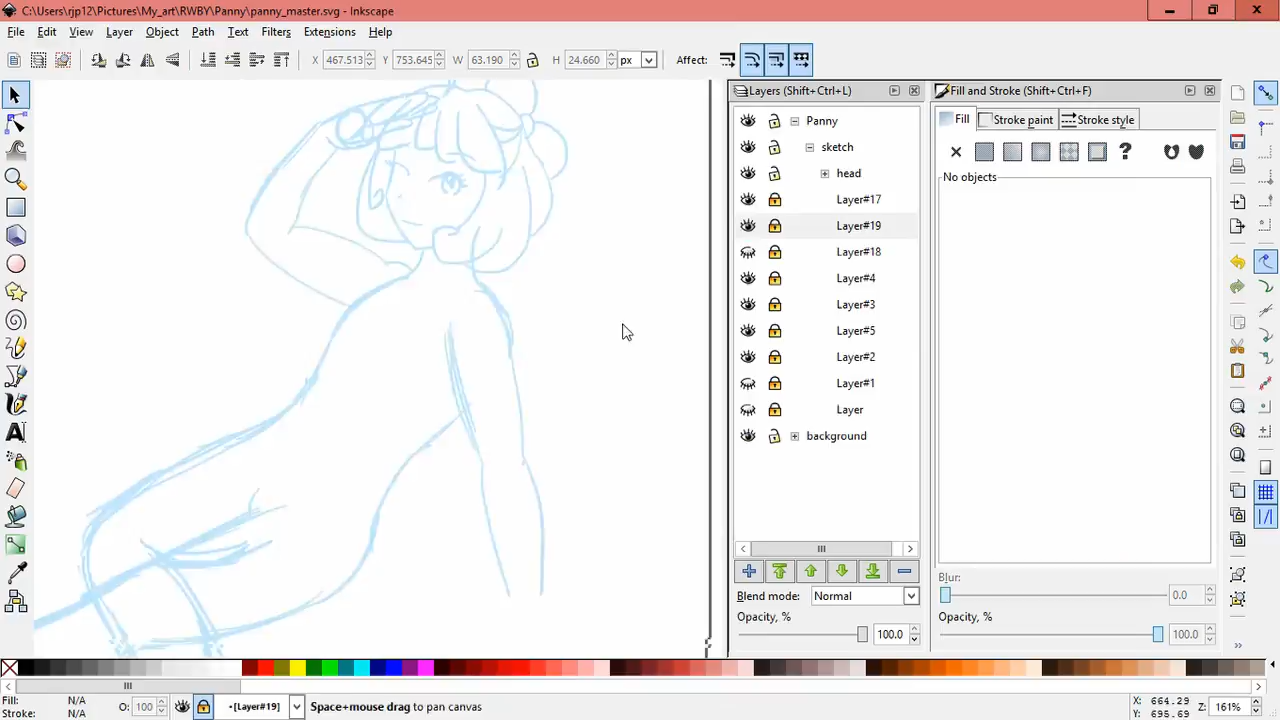 C:\Users\rjp12\Pictures\My_art\RWBY\Panny\panny_master.svg - Inkscape
File Edit View Layer Object Path Text Filters Extensions Help
X 467.513 Y 753.645 W 63.190 H 24.660 px Affect:
Layers (Shift+Ctrl+L)
Fill and Stroke (Shift+Ctrl+F)
Panny
Fill Stroke paint Stroke style
sketch
?
head
No objects
Layer#17
Layer#19
Layer#18
Layer#4
Layer#3
Layer#5
Layer#2
Layer#1
Layer
background
Blur:
0.0
Blend mode: Normal
Opacity, %
100.0
Opacity, %
100.0
Fill: N/A
Stroke: N/A
O: 100
•[Layer#19]
Space+mouse drag to pan canvas
X: 664.29
Y: 695.69
Z: 161%